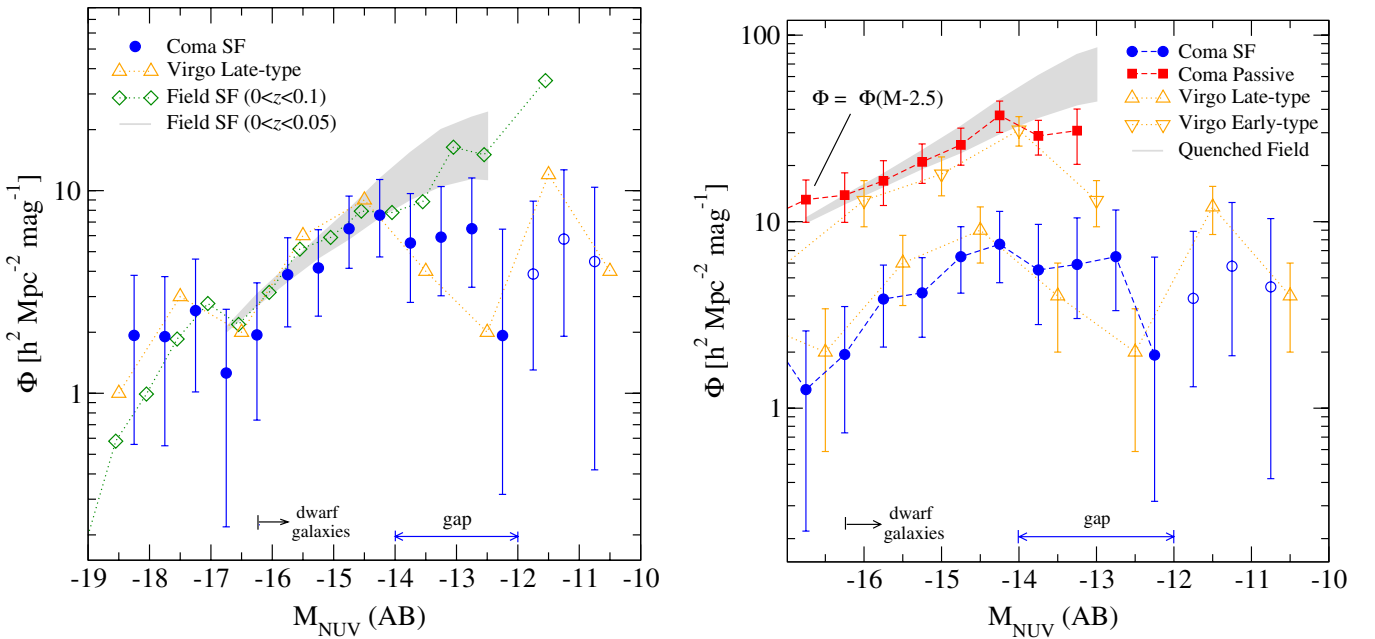 Coma SF
Virgo Late-type
Field SF (0<z<0.1)
Field SF (0<z<0.05)
10
1
Φ [h² Mpc⁻² mag⁻¹]
dwarf
galaxies
gap
-19 -18 -17 -16 -15 -14 -13 -12 -11 -10
M_NUV (AB)
100
10
1
Φ [h² Mpc⁻² mag⁻¹]
Φ = Φ(M-2.5)
Coma SF
Coma Passive
Virgo Late-type
Virgo Early-type
Quenched Field
dwarf
galaxies
gap
-16 -15 -14 -13 -12 -11 -10
M_NUV (AB)